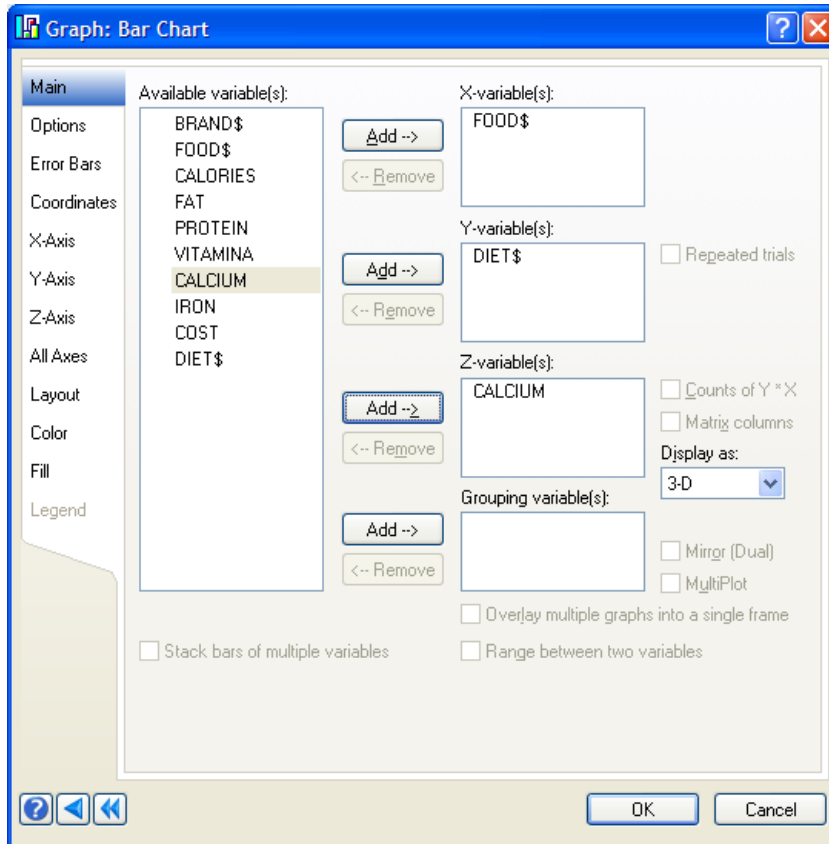 Graph: Bar Chart
Main
Options
Error Bars
Coordinates
X-Axis
Y-Axis
Z-Axis
All Axes
Layout
Color
Fill
Legend
Available variable(s):
BRAND$
FOOD$
CALORIES
FAT
PROTEIN
VITAMINA
CALCIUM
IRON
COST
DIET$
Add -->
<-- Remove
X-variable(s):
FOOD$
Add -->
<-- Remove
Y-variable(s):
DIET$
Repeated trials
Add -->
<-- Remove
Z-variable(s):
CALCIUM
Counts of Y * X
Matrix columns
Display as:
3-D
Add -->
<-- Remove
Grouping variable(s):
Mirror (Dual)
MultiPlot
Overlay multiple graphs into a single frame
Stack bars of multiple variables
Range between two variables
OK
Cancel